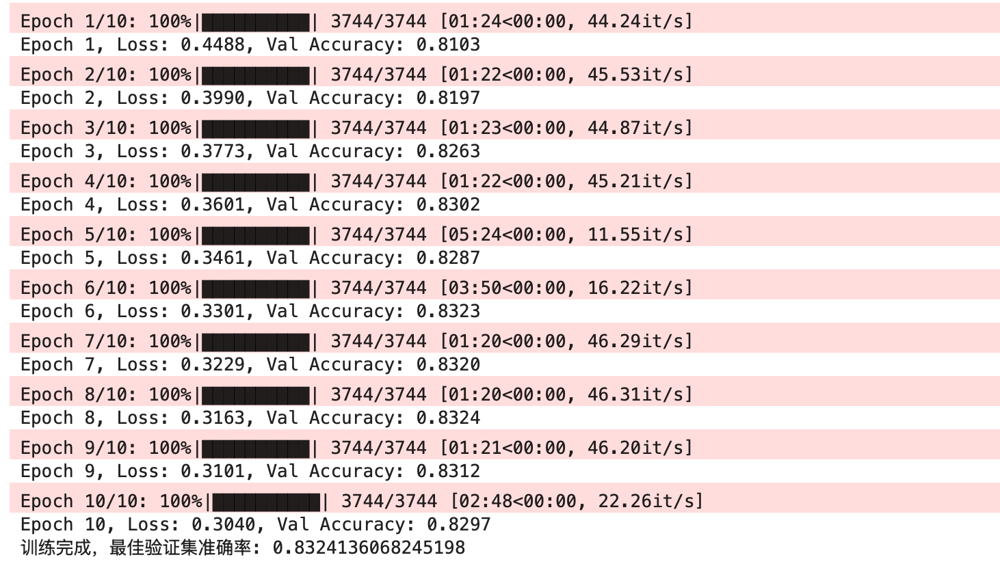 Epoch 1/10: 100%|██████████| 3744/3744 [01:24<00:00, 44.24it/s]
Epoch 1, Loss: 0.4488, Val Accuracy: 0.8103
Epoch 2/10: 100%|██████████| 3744/3744 [01:22<00:00, 45.53it/s]
Epoch 2, Loss: 0.3990, Val Accuracy: 0.8197
Epoch 3/10: 100%|██████████| 3744/3744 [01:23<00:00, 44.87it/s]
Epoch 3, Loss: 0.3773, Val Accuracy: 0.8263
Epoch 4/10: 100%|██████████| 3744/3744 [01:22<00:00, 45.21it/s]
Epoch 4, Loss: 0.3601, Val Accuracy: 0.8302
Epoch 5/10: 100%|██████████| 3744/3744 [05:24<00:00, 11.55it/s]
Epoch 5, Loss: 0.3461, Val Accuracy: 0.8287
Epoch 6/10: 100%|██████████| 3744/3744 [03:50<00:00, 16.22it/s]
Epoch 6, Loss: 0.3301, Val Accuracy: 0.8323
Epoch 7/10: 100%|██████████| 3744/3744 [01:20<00:00, 46.29it/s]
Epoch 7, Loss: 0.3229, Val Accuracy: 0.8320
Epoch 8/10: 100%|██████████| 3744/3744 [01:20<00:00, 46.31it/s]
Epoch 8, Loss: 0.3163, Val Accuracy: 0.8324
Epoch 9/10: 100%|██████████| 3744/3744 [01:21<00:00, 46.20it/s]
Epoch 9, Loss: 0.3101, Val Accuracy: 0.8312
Epoch 10/10: 100%|██████████| 3744/3744 [02:48<00:00, 22.26it/s]
Epoch 10, Loss: 0.3040, Val Accuracy: 0.8297
训练完成，最佳验证集准确率: 0.8324136068245198